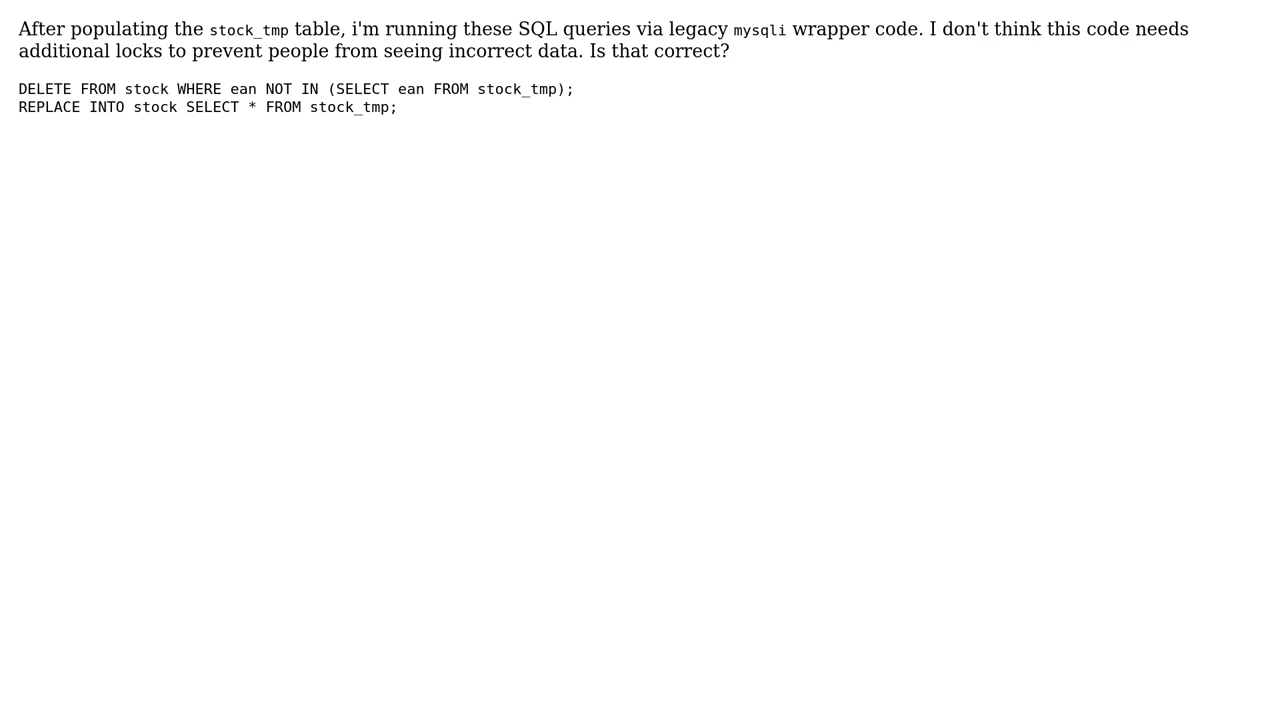 After populating the stock_tmp table, i'm running these SQL queries via legacy mysqli wrapper code. I don't think this code needs
additional locks to prevent people from seeing incorrect data. Is that correct?
DELETE FROM stock WHERE ean NOT IN (SELECT ean FROM stock_tmp);
REPLACE INTO stock SELECT * FROM stock_tmp;